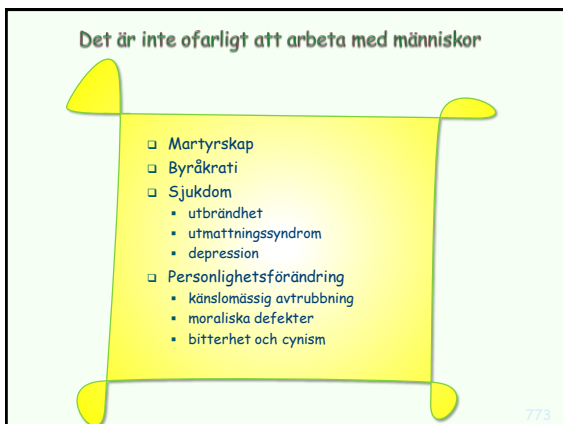 Det är inte ofarligt att arbeta med människor
❑ Martyrskap
❑ Byråkrati
❑ Sjukdom
▪ utbrändhet
▪ utmattningssyndrom
▪ depression
❑ Personlighetsförändring
▪ känslomässig avtrubbning
▪ moraliska defekter
▪ bitterhet och cynism
773